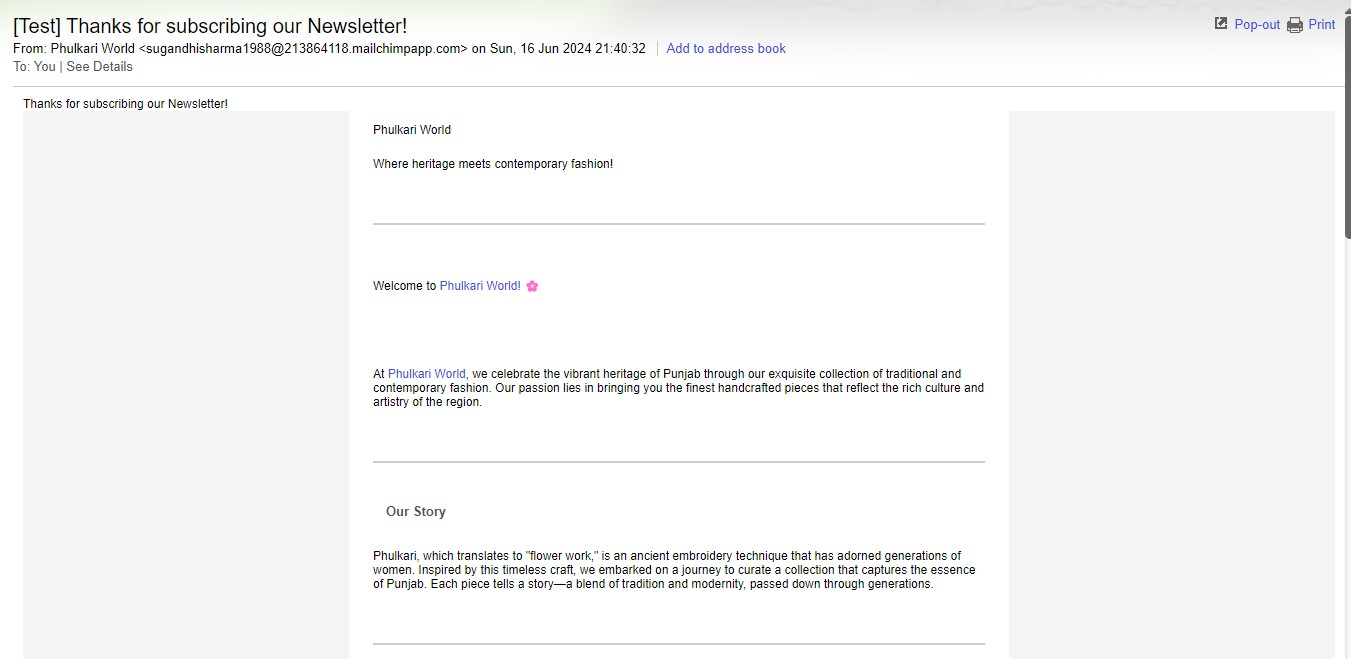 [Test] Thanks for subscribing our Newsletter!
Pop-out Print
From: Phulkari World <sugandhisharma1988@213864118.mailchimpapp.com> on Sun, 16 Jun 2024 21:40:32 | Add to address book
To: You | See Details
Thanks for subscribing our Newsletter!
Phulkari World
Where heritage meets contemporary fashion!
Welcome to Phulkari World! 🌸
At Phulkari World, we celebrate the vibrant heritage of Punjab through our exquisite collection of traditional and
contemporary fashion. Our passion lies in bringing you the finest handcrafted pieces that reflect the rich culture and
artistry of the region.
Our Story
Phulkari, which translates to "flower work," is an ancient embroidery technique that has adorned generations of
women. Inspired by this timeless craft, we embarked on a journey to curate a collection that captures the essence
of Punjab. Each piece tells a story—a blend of tradition and modernity, passed down through generations.